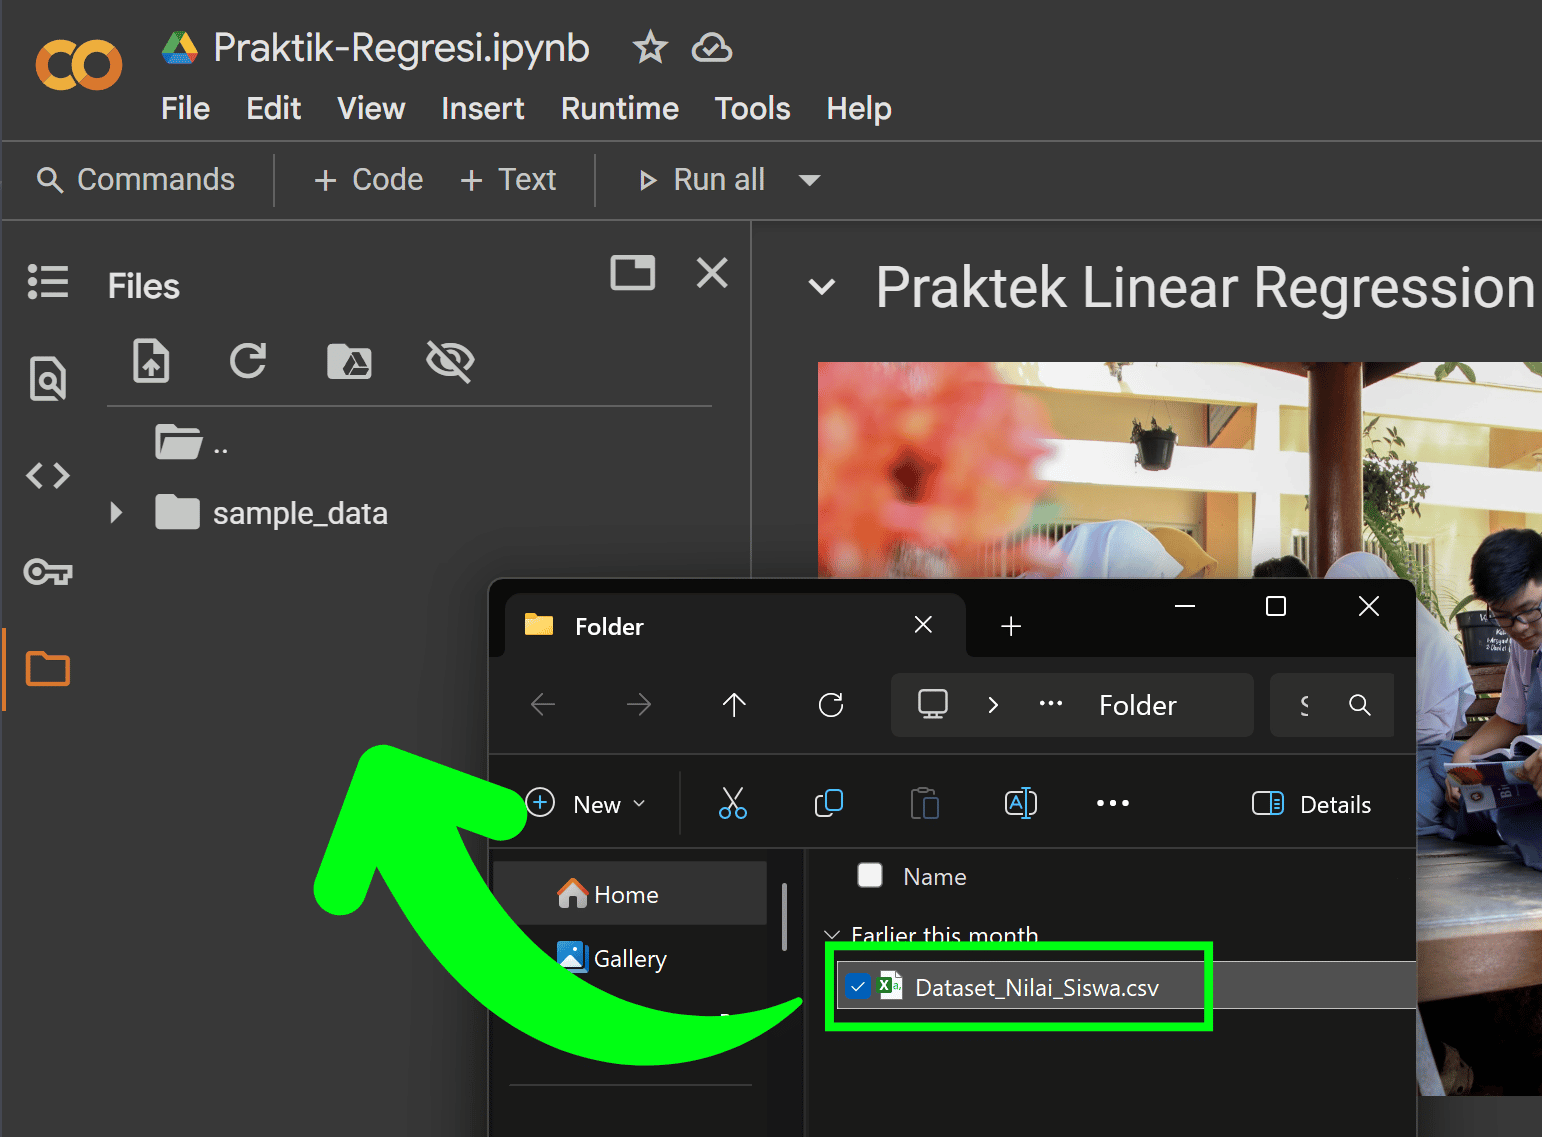 Praktik-Regresi.ipynb
File Edit View Insert Runtime Tools Help
Commands + Code + Text Run all
Files
Praktek Linear Regression
..
sample_data
Folder
Folder
New
Details
Home
Gallery
Name
Earlier this month
Dataset_Nilai_Siswa.csv